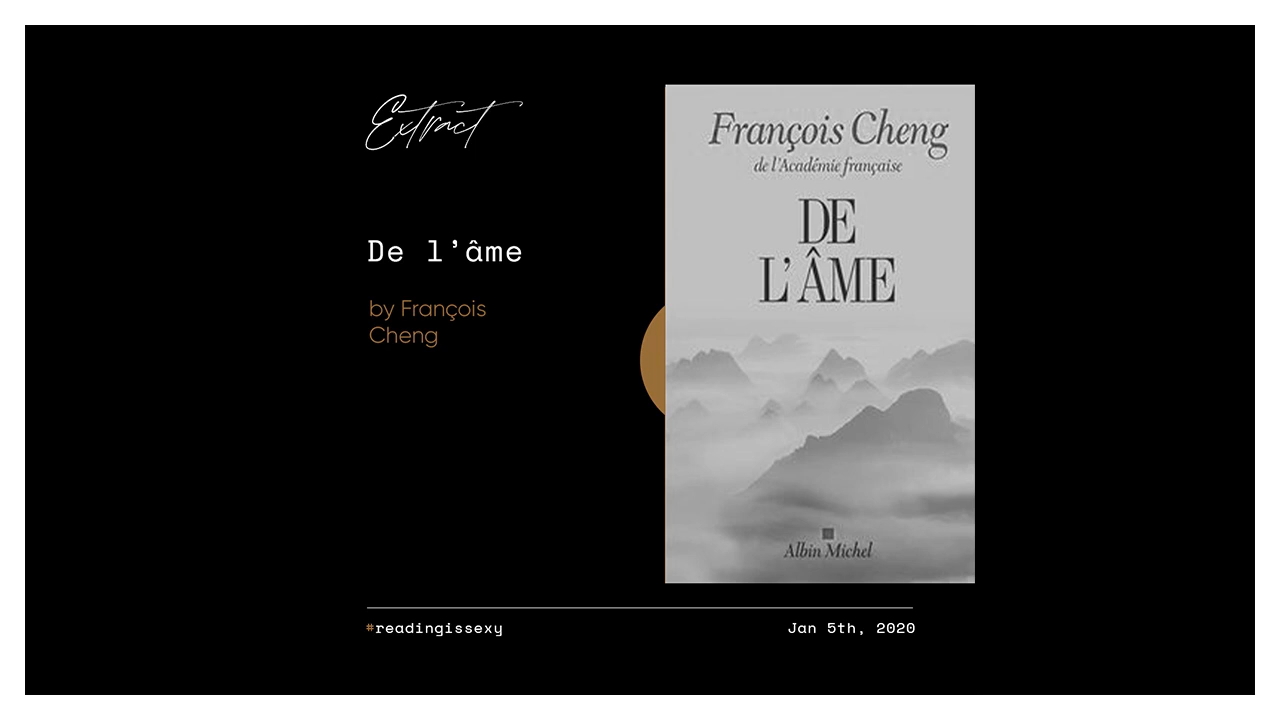 Extract
De l’âme
by François
Cheng
François Cheng
de l’Académie française
DE
L’ÂME
Albin Michel
#readingissexy
Jan 5th, 2020